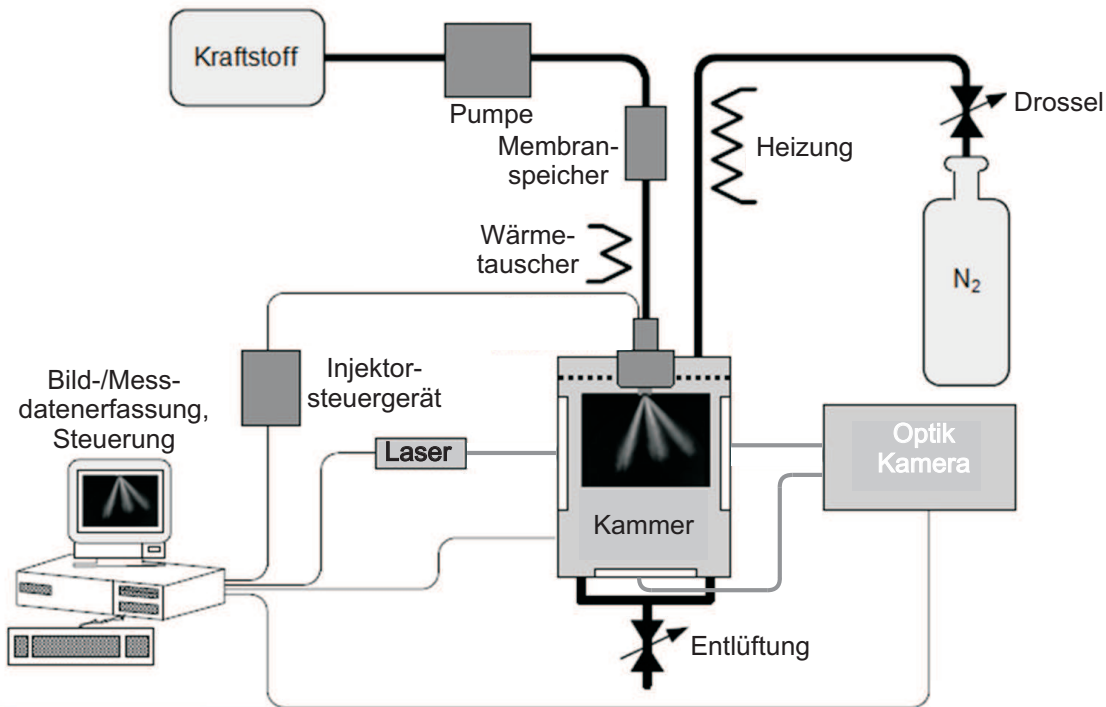 Kraftstoff
Pumpe
Membran-
speicher
Wärme-
tauscher
Heizung
Drossel
N₂
Injektor-
steuergerät
Bild-/Mess-
datenerfassung,
Steuerung
Laser
Optik
Kamera
Kammer
Entlüftung